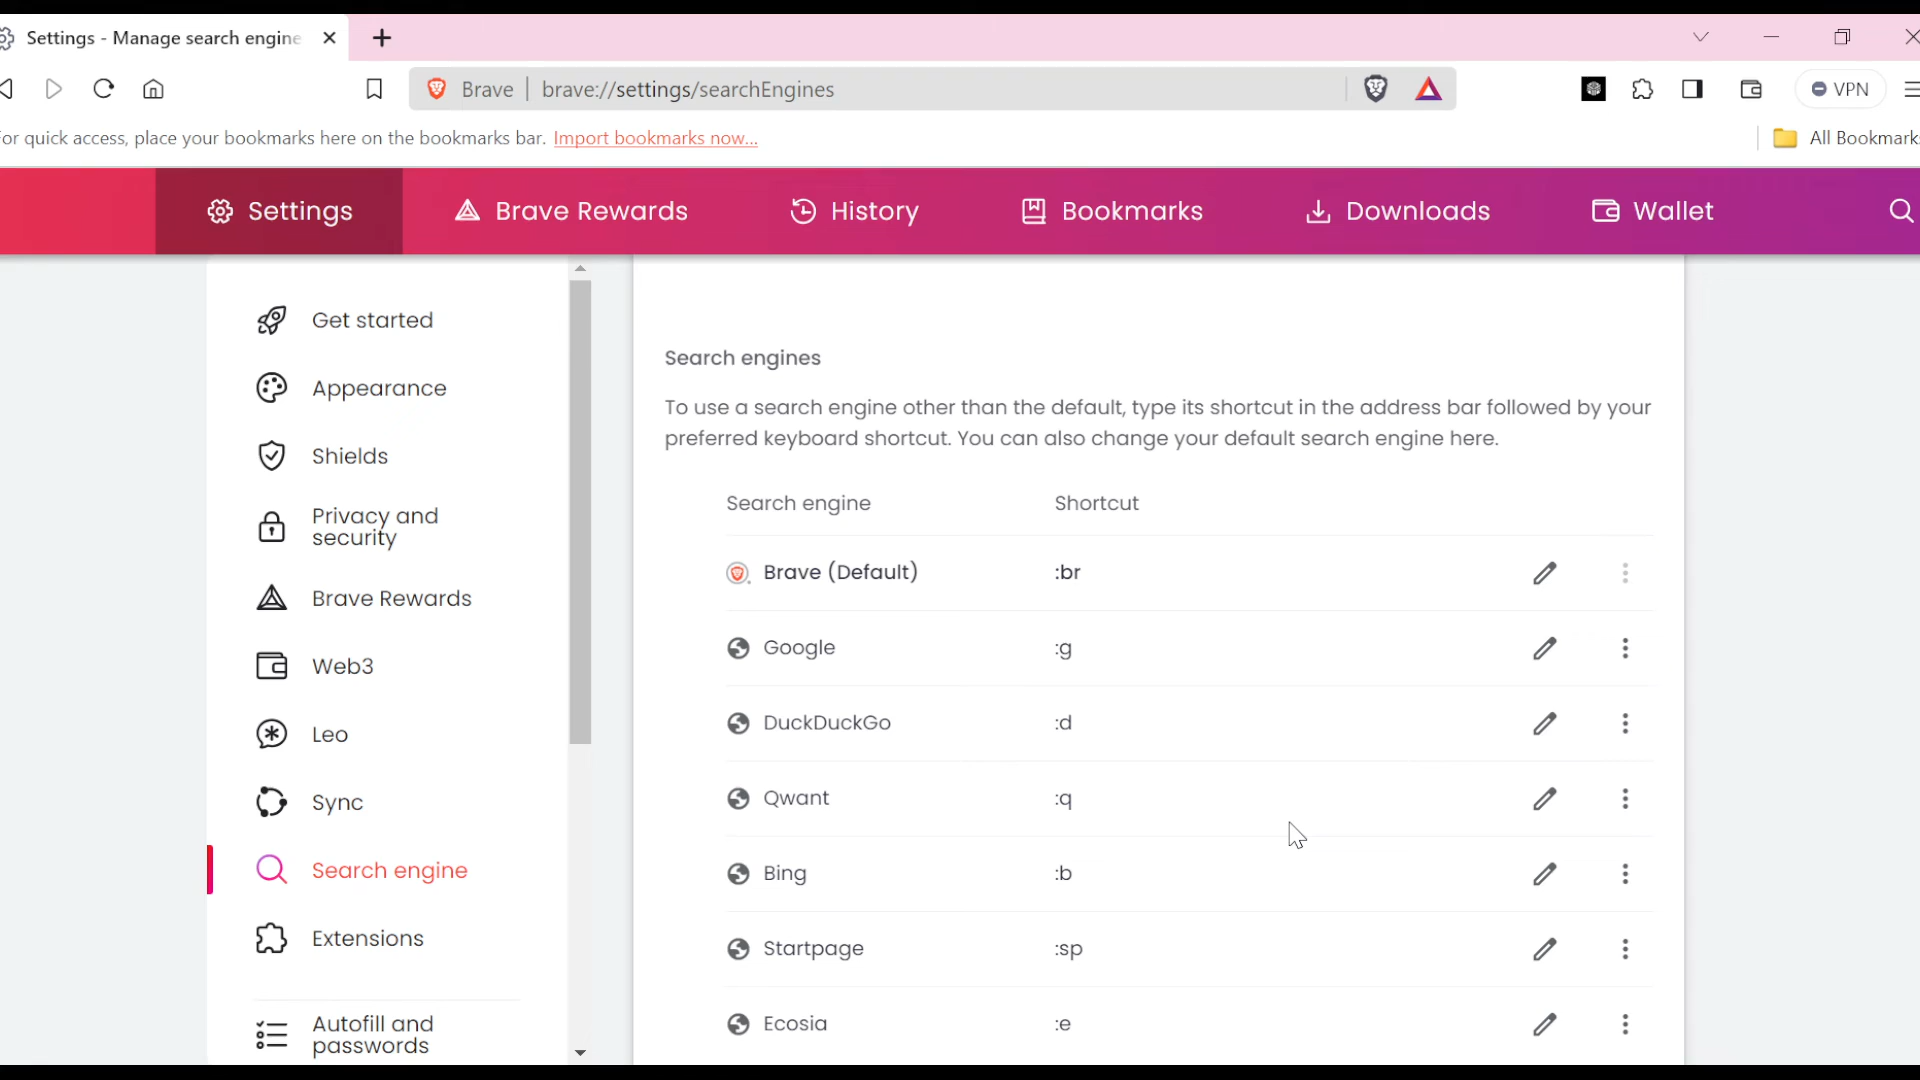 Settings - Manage search engine
Brave | brave://settings/searchEngines
VPN
or quick access, place your bookmarks here on the bookmarks bar. Import bookmarks now...
All Bookmarks
Settings
Brave Rewards
History
Bookmarks
Downloads
Wallet
Get started
Appearance
Shields
Privacy and
security
Brave Rewards
Web3
Leo
Sync
Search engine
Extensions
Autofill and
passwords
Search engines
To use a search engine other than the default, type its shortcut in the address bar followed by your
preferred keyboard shortcut. You can also change your default search engine here.
Search engine Shortcut
Brave (Default) :br
Google :g
DuckDuckGo :d
Qwant :q
Bing :b
Startpage :sp
Ecosia :e